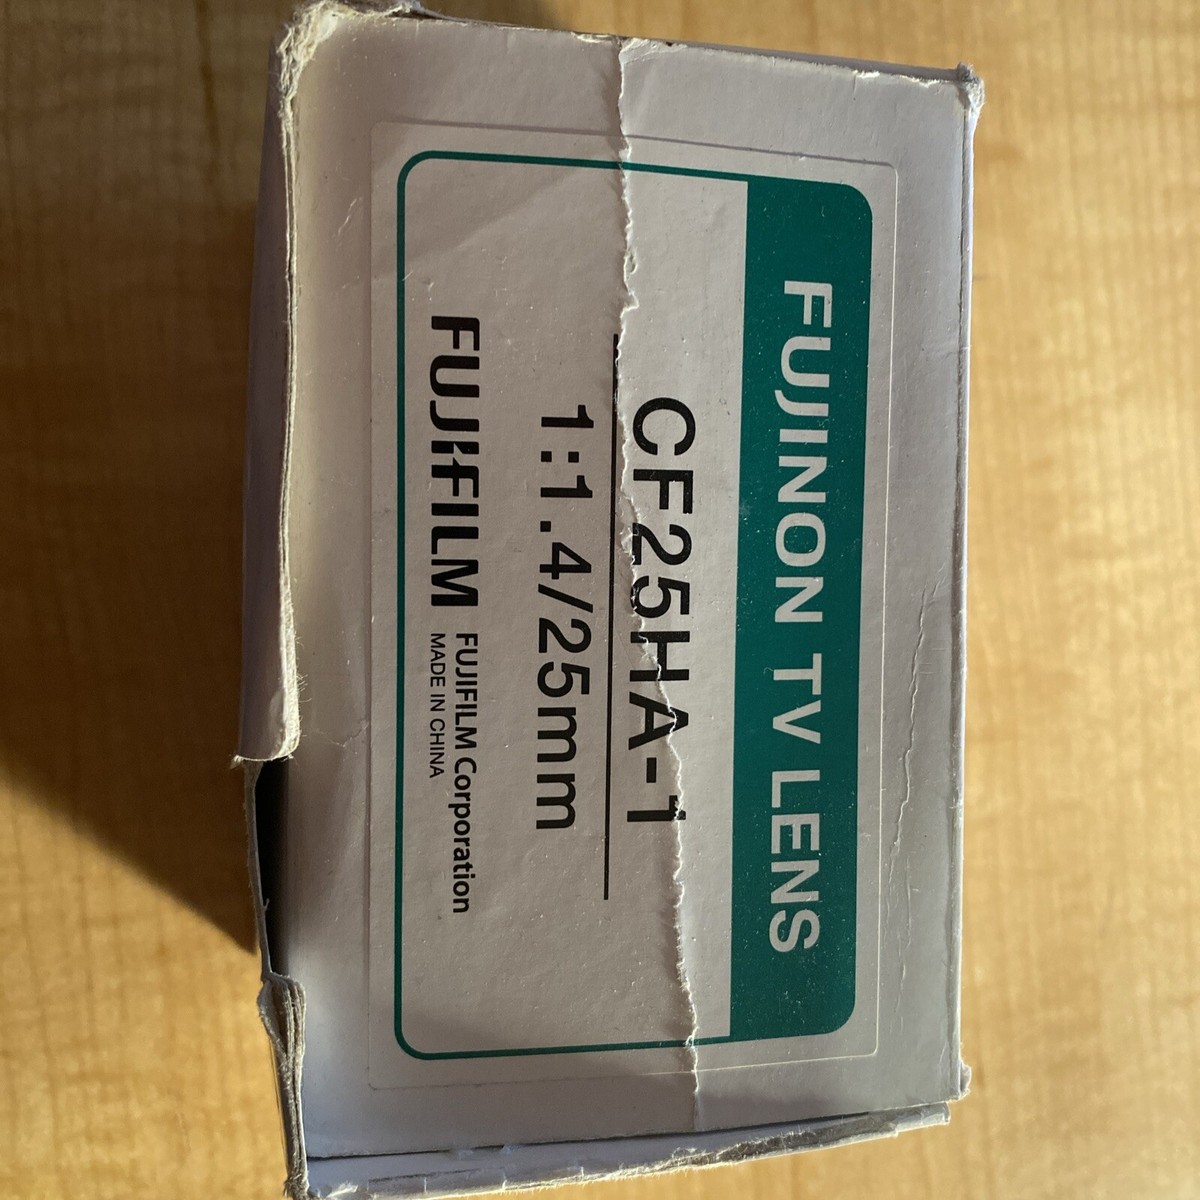 FUJINON TV LENS
CF25HA-1
1:1.4/25mm
FUJIFILM
FUJIFILM Corporation
MADE IN CHINA